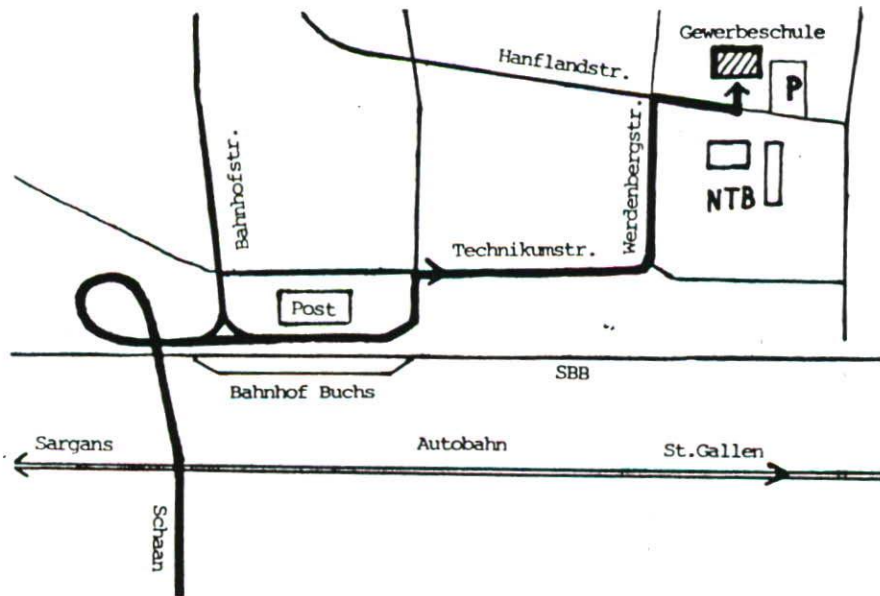 Gewerbeschule
Hanflandstr.
P
Bahnhofstr.
Werdenbergstr.
NTB
Technikumstr.
Post
SBB
Bahnhof Buchs
Sargans
Autobahn
St.Gallen
Schaan